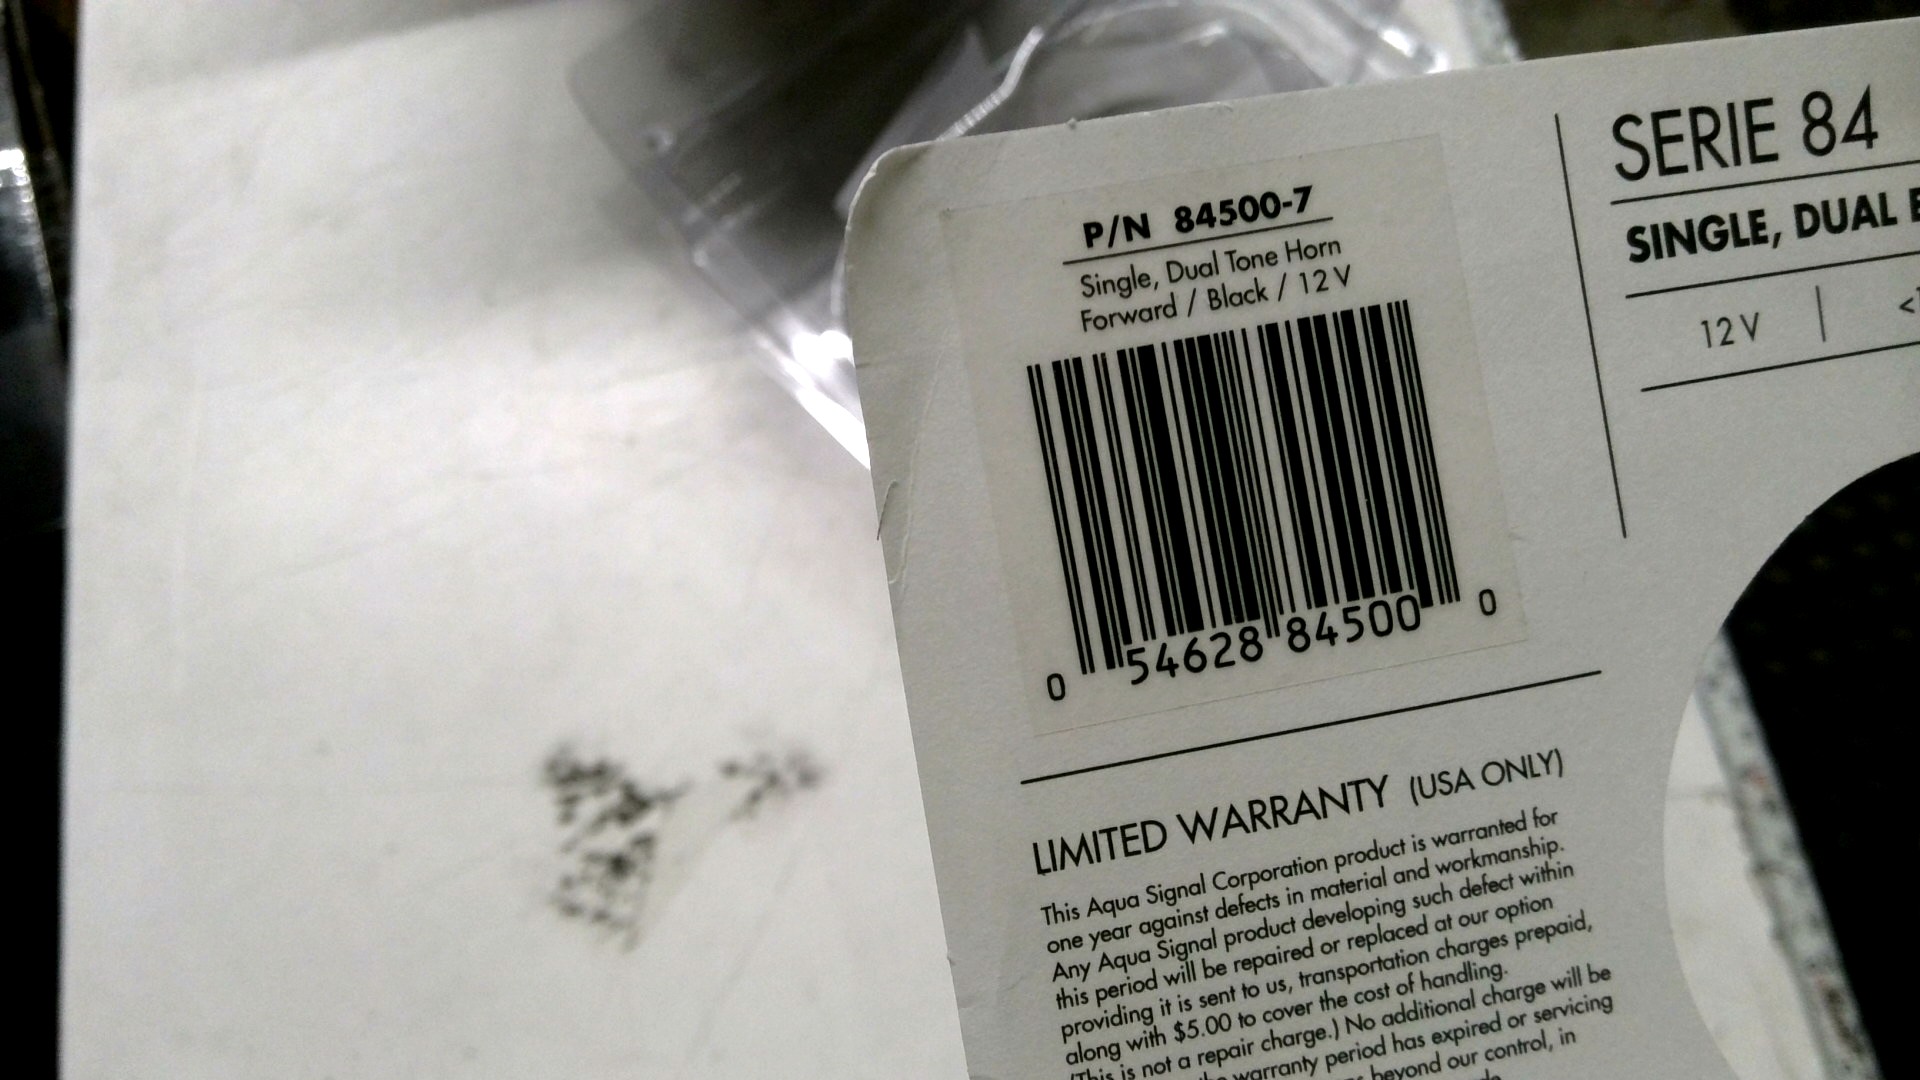 P/N 84500-7
Single, Dual Tone Horn
Forward / Black / 12 V
0 54628 84500 0
LIMITED WARRANTY (USA ONLY)
This Aqua Signal Corporation product is warranted for
one year against defects in material and workmanship.
Any Aqua Signal product developing such defect within
this period will be repaired or replaced at our option
providing it is sent to us, transportation charges prepaid,
along with $5.00 to cover the cost of handling.
(This is not a repair charge.) No additional charge will be
warranty period has expired or servicing
beyond our control, in
SERIE 84
SINGLE, DUAL
12 V